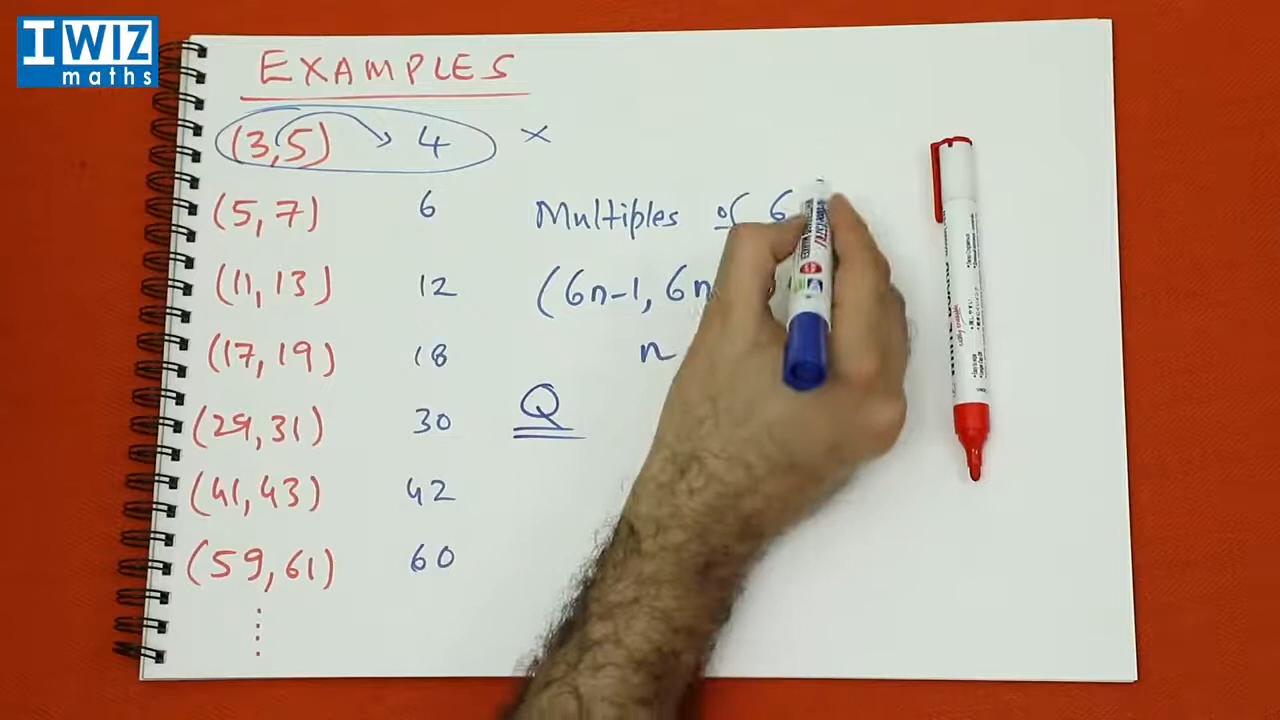 IWIZ
maths
EXAMPLES
(3,5) 4 ×
(5,7) 6 Multiples of 6
(11,13) 12 (6n-1, 6n
(17,19) 18 n
(29,31) 30 Q
(41,43) 42
(59,61) 60